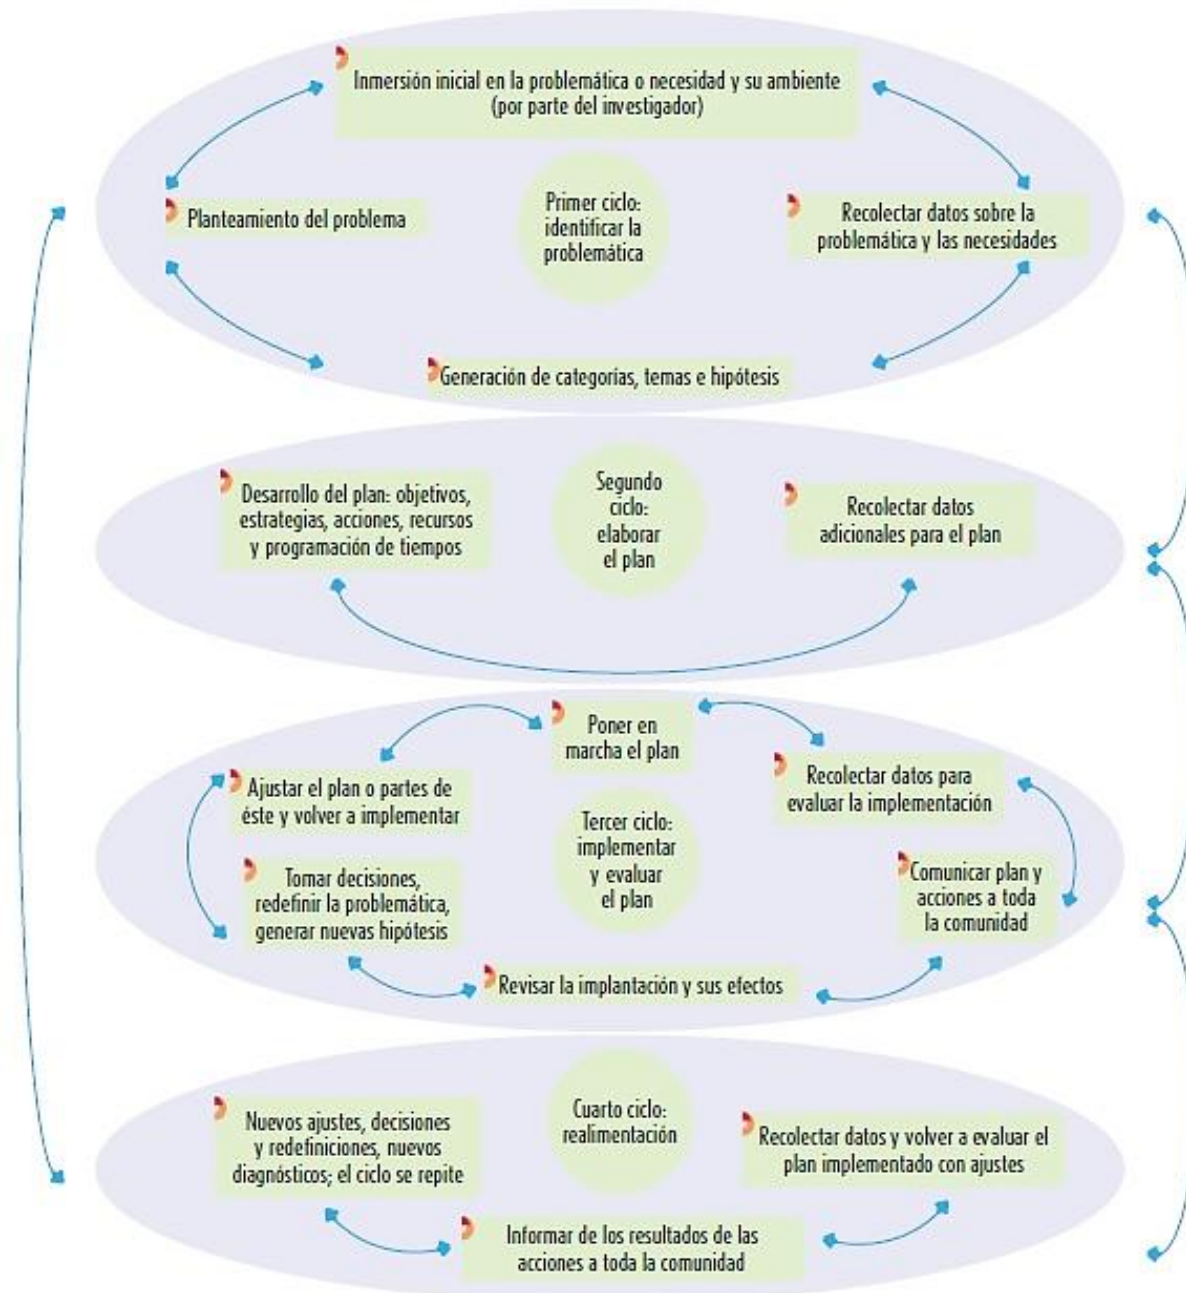 Inmersión inicial en la problemática o necesidad y su ambiente
(por parte del investigador)
Planteamiento del problema
Primer ciclo:
identificar la
problemática
Recolectar datos sobre la
problemática y las necesidades
Generación de categorías, temas e hipótesis
Desarrollo del plan: objetivos,
estrategias, acciones, recursos
y programación de tiempos
Segundo
ciclo:
elaborar
el plan
Recolectar datos
adicionales para el plan
Poner en
marcha el plan
Ajustar el plan o partes de
éste y volver a implementar
Recolectar datos para
evaluar la implementación
Tercer ciclo:
implementar
y evaluar
el plan
Tomar decisiones,
redefinir la problemática,
generar nuevas hipótesis
Comunicar plan y
acciones a toda
la comunidad
Revisar la implantación y sus efectos
Nuevos ajustes, decisiones
y redefiniciones, nuevos
diagnósticos; el ciclo se repite
Cuarto ciclo:
realimentación
Recolectar datos y volver a evaluar el
plan implementado con ajustes
Informar de los resultados de las
acciones a toda la comunidad